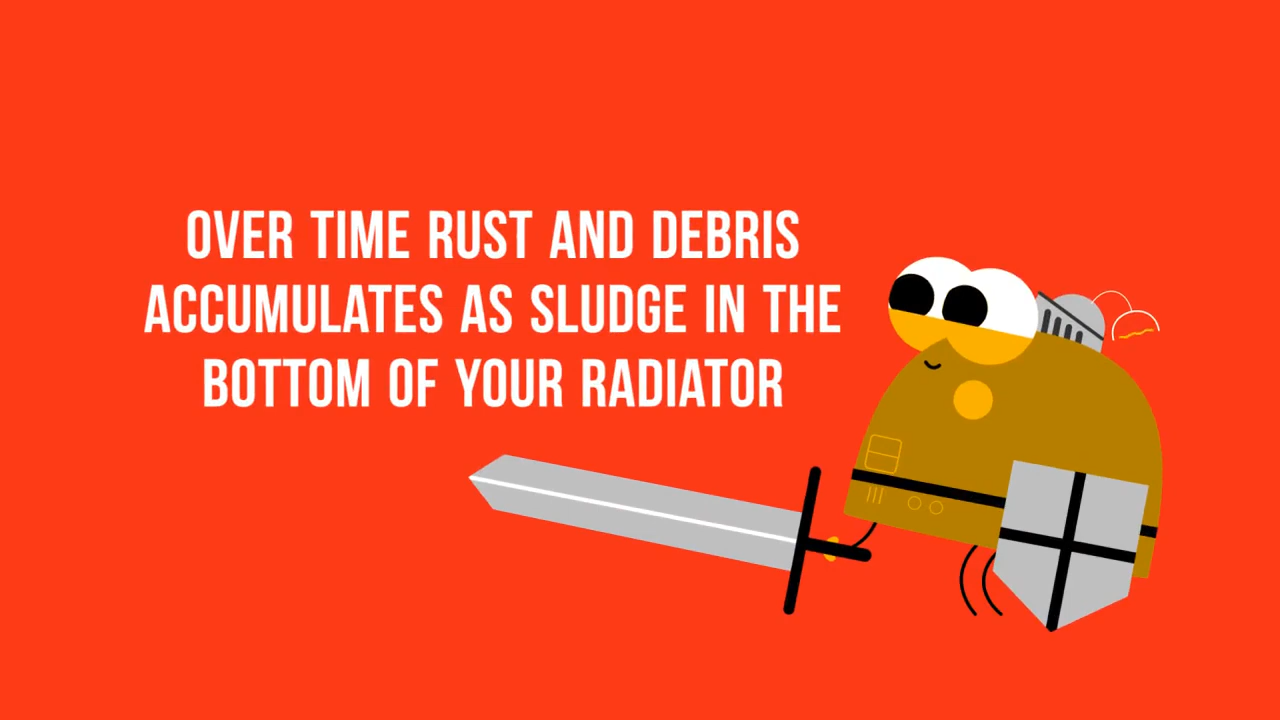 OVER TIME RUST AND DEBRIS
ACCUMULATES AS SLUDGE IN THE
BOTTOM OF YOUR RADIATOR